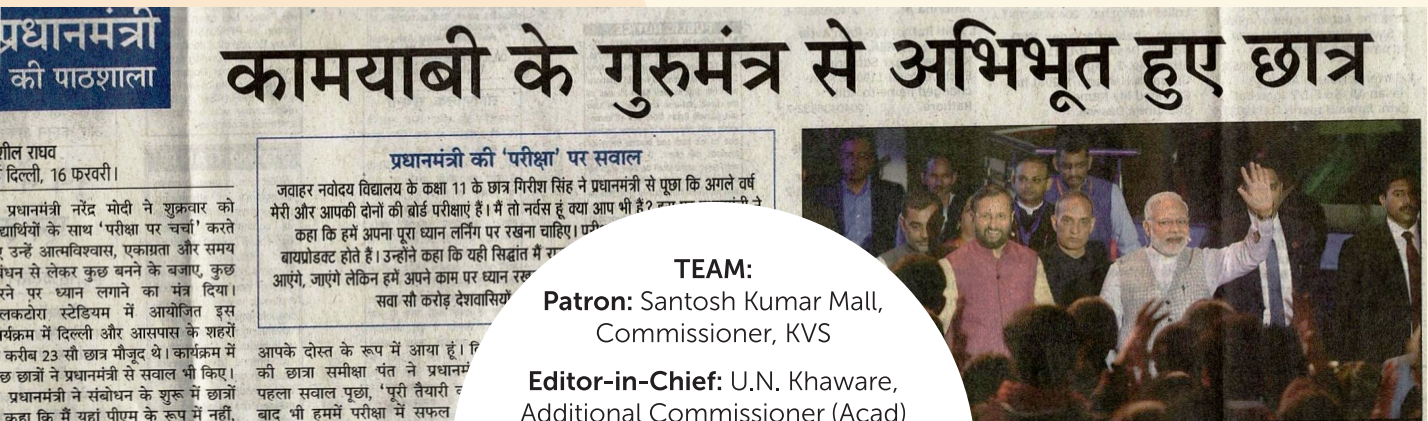 प्रधानमंत्री
की पाठशाला
कामयाबी के गुरुमंत्र से अभिभूत हुए छात्र
शील राघव
दिल्ली, 16 फरवरी।
प्रधानमंत्री नरेंद्र मोदी ने शुक्रवार को
के साथ 'परीक्षा पर चर्चा' करते
उन्हें आत्मविश्वास, एकाग्रता और समय
से लेकर कुछ बनने के बजाए, कुछ
पर ध्यान लगाने का मंत्र दिया।
स्टेडियम में आयोजित इस
में दिल्ली और आसपास के शहरों
करीब 23 सौ छात्र मौजूद थे। कार्यक्रम में
छात्रों ने प्रधानमंत्री से सवाल भी किए।
प्रधानमंत्री ने संबोधन के शुरू में छात्रों
कहा कि मैं यहां पीएम के रूप में नहीं,
प्रधानमंत्री की 'परीक्षा' पर सवाल
जवाहर नवोदय विद्यालय के कक्षा 11 के छात्र गिरीश सिंह ने प्रधानमंत्री से पूछा कि अगले वर्ष
मेरी और आपकी दोनों की बोर्ड परीक्षाएं हैं। मैं तो नर्वस हूं क्या आप भी हैं?
कहा कि हमें अपना पूरा ध्यान लर्निंग पर रखना चाहिए।
बायप्रोडक्ट होते हैं। उन्होंने कहा कि यही सिद्धांत मैं
आएंगे, जाएंगे लेकिन हमें अपने काम पर ध्यान
सवा सौ करोड़
आपके दोस्त के रूप में आया हूं।
की छात्रा समीक्षा पंत ने
पहला सवाल पूछा, 'पूरी तैयारी
बाद भी हममें परीक्षा में सफल
TEAM:
Patron: Santosh Kumar Mall,
Commissioner, KVS
Editor-in-Chief: U.N. Khaware,
Additional Commissioner (Acad)